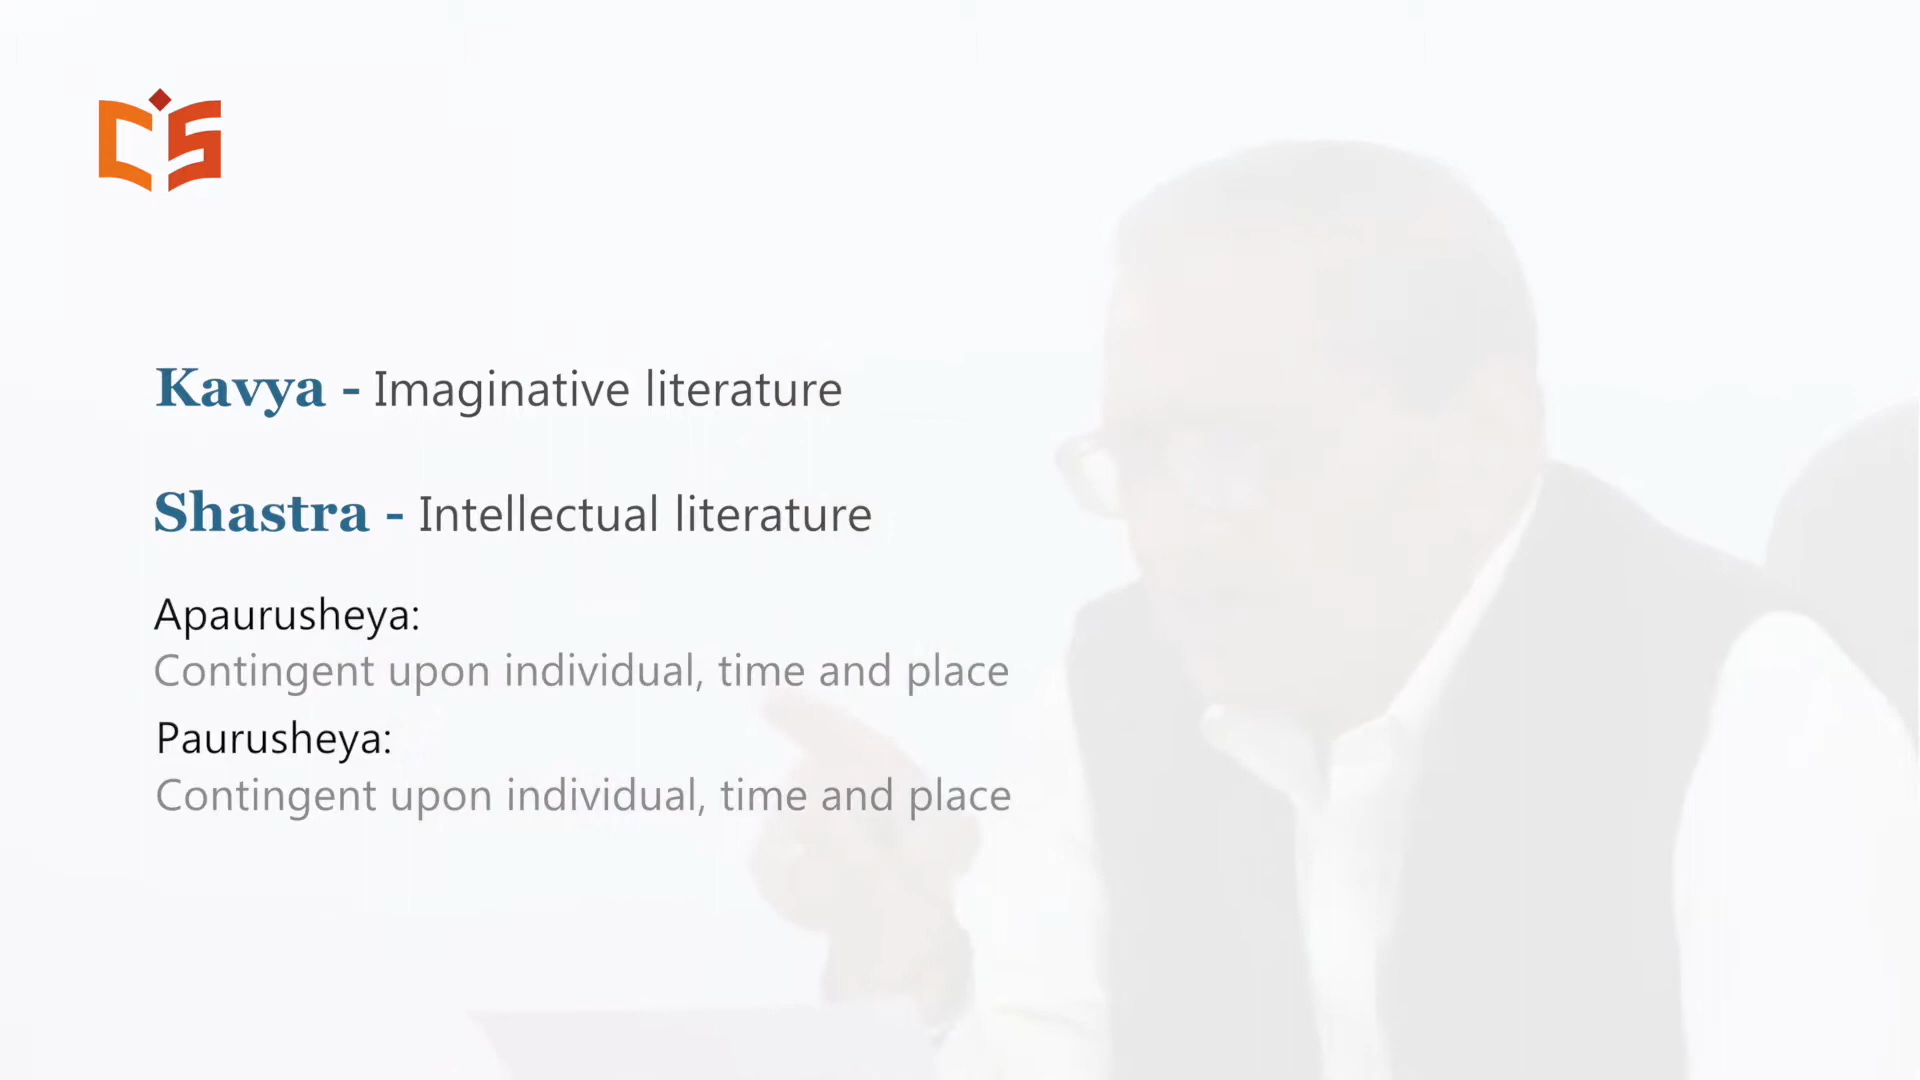 CIS
Kavya - Imaginative literature
Shastra - Intellectual literature
Apaurusheya:
Contingent upon individual, time and place
Paurusheya:
Contingent upon individual, time and place